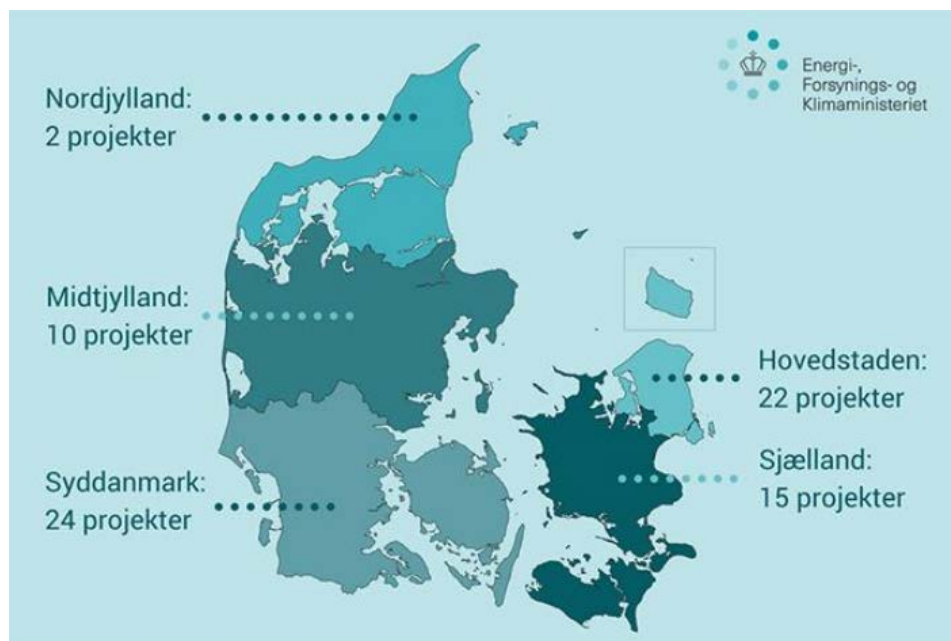 Energi-,
Forsynings- og
Klimaministeriet
Nordjylland:
2 projekter
Midtjylland:
10 projekter
Hovedstaden:
22 projekter
Syddanmark:
24 projekter
Sjælland:
15 projekter